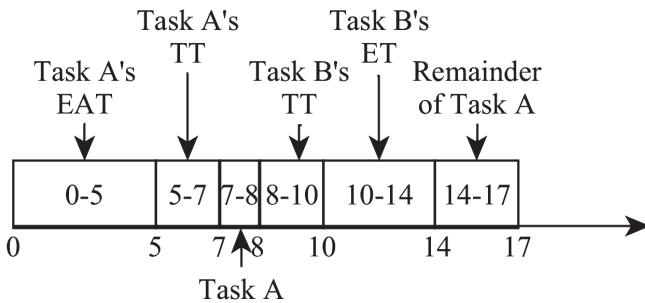 Task A's
TT
Task B's
ET
Task A's
EAT
Task B's
TT
Remainder
of Task A
0-5
5-7
7-8
8-10
10-14
14-17
0
5
7
8
10
14
17
Task A